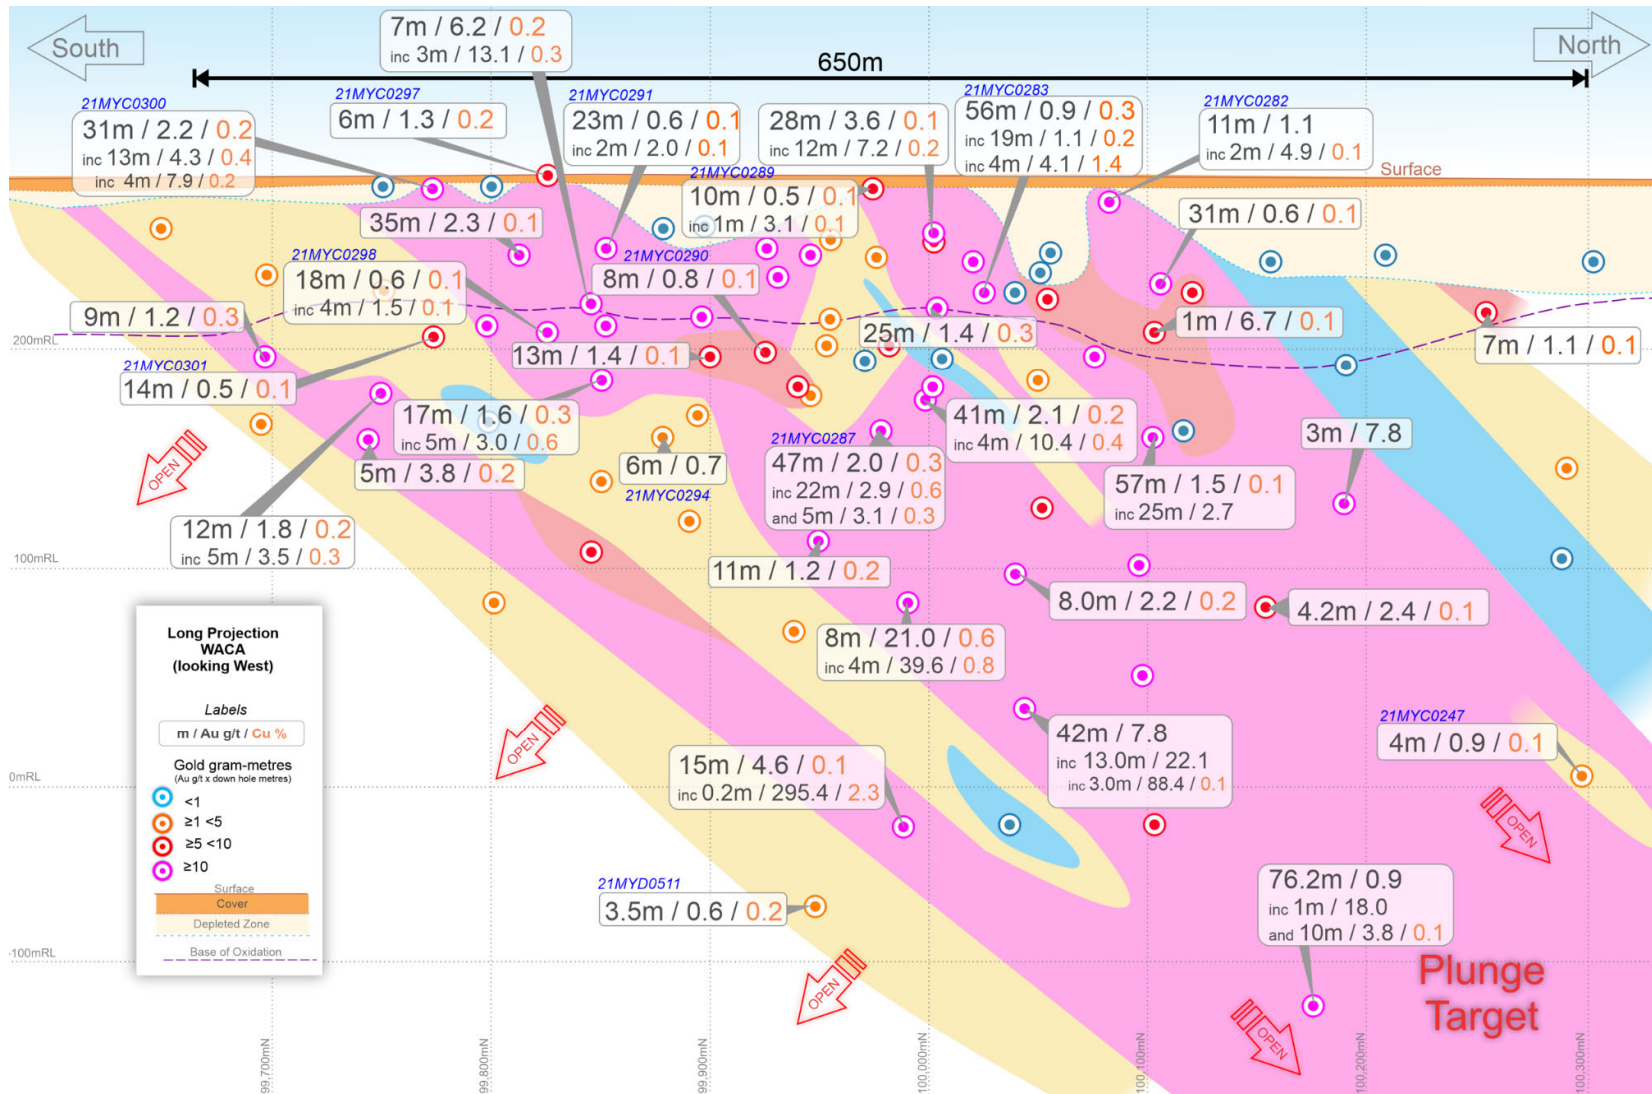 South
North
650m
7m / 6.2 / 0.2
inc 3m / 13.1 / 0.3
21MYC0300
31m / 2.2 / 0.2
inc 13m / 4.3 / 0.4
inc 4m / 7.9 / 0.2
21MYC0297
6m / 1.3 / 0.2
21MYC0291
23m / 0.6 / 0.1
inc 2m / 2.0 / 0.1
28m / 3.6 / 0.1
inc 12m / 7.2 / 0.2
21MYC0283
56m / 0.9 / 0.3
inc 19m / 1.1 / 0.2
inc 4m / 4.1 / 1.4
21MYC0282
11m / 1.1
inc 2m / 4.9 / 0.1
Surface
21MYC0289
10m / 0.5 / 0.1
inc 1m / 3.1 / 0.1
35m / 2.3 / 0.1
31m / 0.6 / 0.1
21MYC0298
18m / 0.6 / 0.1
inc 4m / 1.5 / 0.1
21MYC0290
8m / 0.8 / 0.1
9m / 1.2 / 0.3
25m / 1.4 / 0.3
1m / 6.7 / 0.1
7m / 1.1 / 0.1
200mRL
13m / 1.4 / 0.1
21MYC0301
14m / 0.5 / 0.1
17m / 1.6 / 0.3
inc 5m / 3.0 / 0.6
41m / 2.1 / 0.2
inc 4m / 10.4 / 0.4
3m / 7.8
OPEN
5m / 3.8 / 0.2
6m / 0.7
21MYC0294
21MYC0287
47m / 2.0 / 0.3
inc 22m / 2.9 / 0.6
and 5m / 3.1 / 0.3
57m / 1.5 / 0.1
inc 25m / 2.7
12m / 1.8 / 0.2
inc 5m / 3.5 / 0.3
100mRL
11m / 1.2 / 0.2
8.0m / 2.2 / 0.2
4.2m / 2.4 / 0.1
8m / 21.0 / 0.6
inc 4m / 39.6 / 0.8
Long Projection
WACA
(looking West)
Labels
m / Au g/t / Cu %
Gold gram-metres
(Au g/t x down hole metres)
<1
≥1 <5
≥5 <10
≥10
Surface
Cover
Depleted Zone
Base of Oxidation
OPEN
42m / 7.8
inc 13.0m / 22.1
inc 3.0m / 88.4 / 0.1
21MYC0247
4m / 0.9 / 0.1
15m / 4.6 / 0.1
inc 0.2m / 295.4 / 2.3
0mRL
OPEN
21MYD0511
3.5m / 0.6 / 0.2
76.2m / 0.9
inc 1m / 18.0
and 10m / 3.8 / 0.1
-100mRL
OPEN
Plunge
Target
OPEN
99,700mN
99,800mN
99,900mN
100,000mN
100,100mN
100,200mN
100,300mN